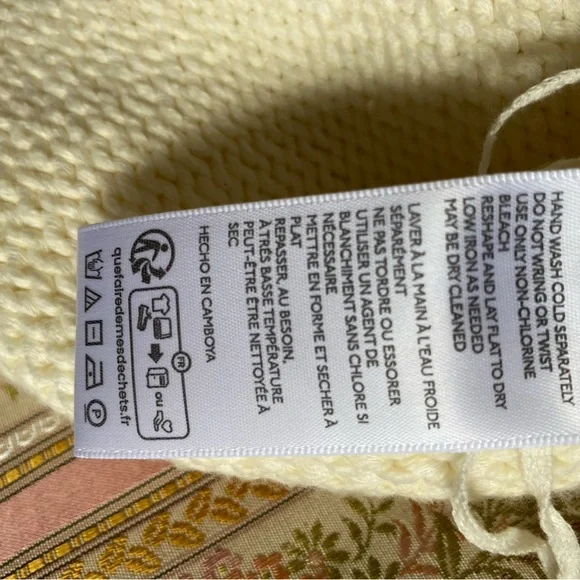 HAND WASH COLD SEPARATELY
DO NOT WRING OR TWIST
USE ONLY NON-CHLORINE
BLEACH
RESHAPE AND LAY FLAT TO DRY
LOW IRON AS NEEDED
MAY BE DRY CLEANED
LAVER À LA MAIN À L'EAU FROIDE
SÉPARÉMENT
NE PAS TORDRE OU ESSORER
UTILISER UN AGENT DE
BLANCHIMENT SANS CHLORE SI
NÉCESSAIRE
METTRE EN FORME ET SÉCHER À
PLAT
REPASSER, AU BESOIN,
À TRÈS BASSE TEMPÉRATURE
PEUT-ÊTRE ÊTRE NETTOYÉE À
SEC
HECHO EN CAMBOYA
FR
OU
quefairedemesdechets.fr
P